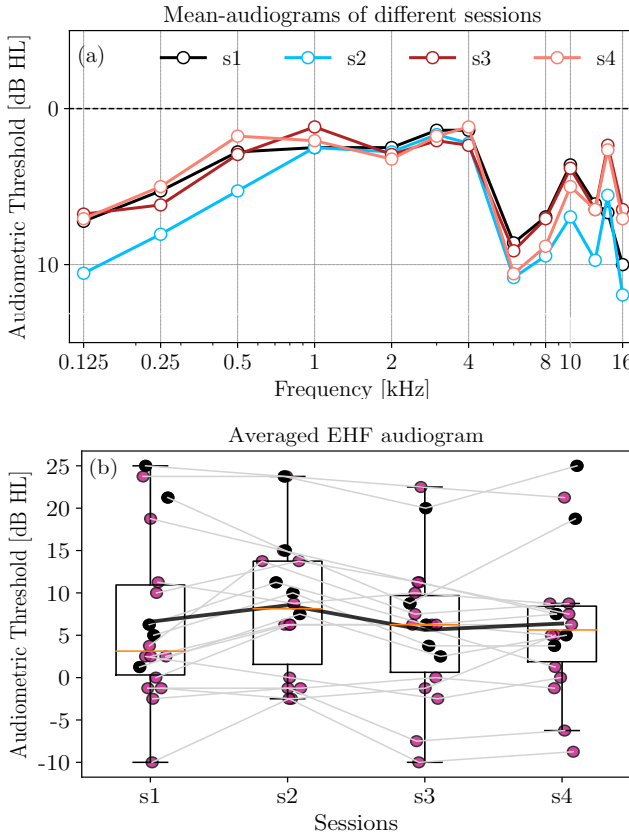 Mean-audiograms of different sessions
(a)
s1 s2 s3 s4
Audiometric Threshold [dB HL]
0
10
0.125 0.25 0.5 1 2 4 8 10 16
Frequency [kHz]
Averaged EHF audiogram
(b)
Audiometric Threshold [dB HL]
25
20
15
10
5
0
-5
-10
s1 s2 s3 s4
Sessions